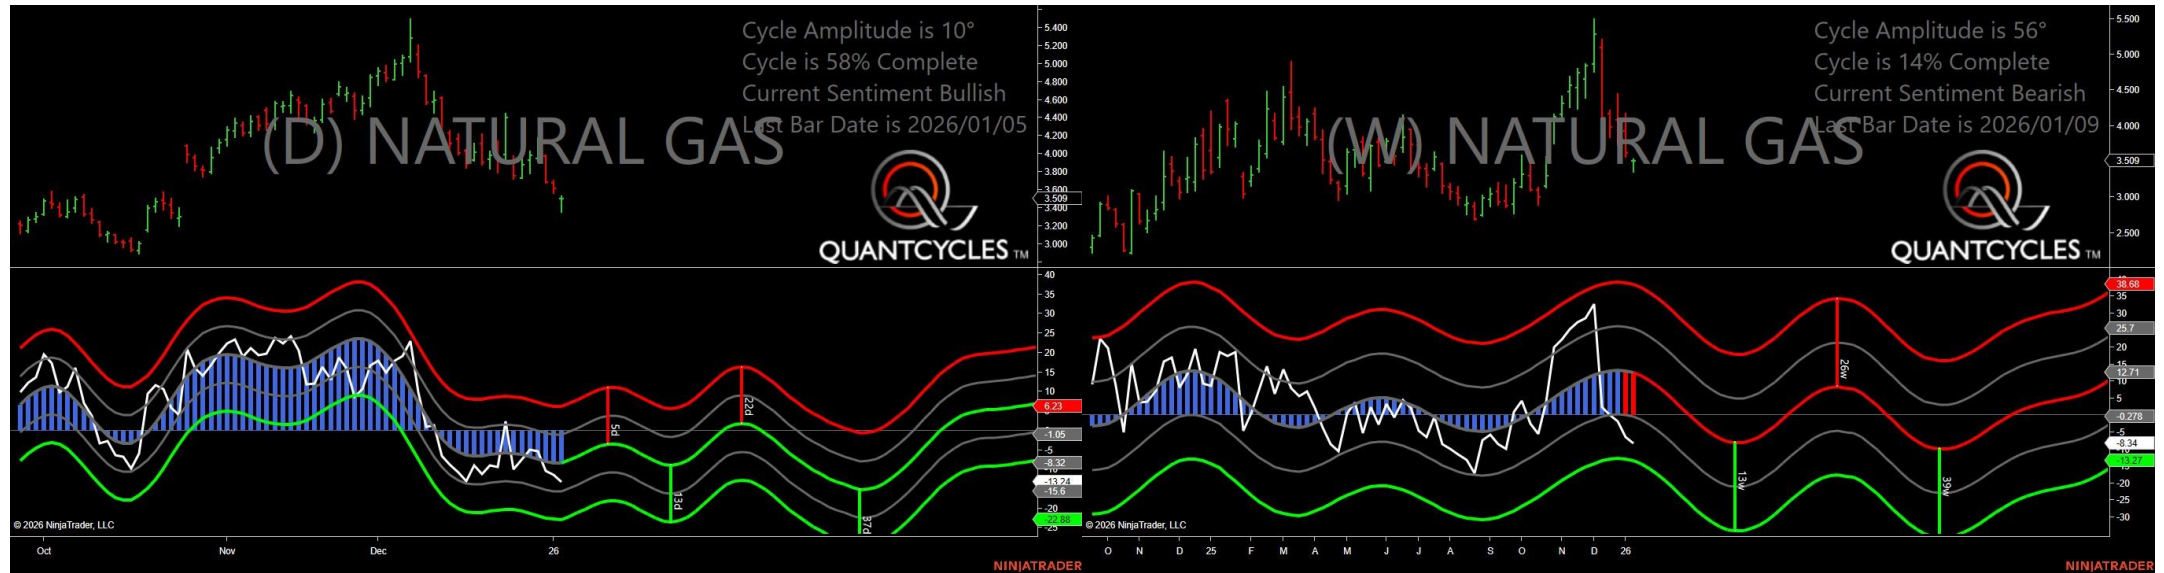 Cycle Amplitude is 10°
Cycle is 58% Complete
Current Sentiment Bullish
Last Bar Date is 2026/01/05
(D) NATURAL GAS
QUANTCYCLES TM
5.400
5.200
5.000
4.800
4.600
4.400
4.200
4.000
3.800
3.600
3.509
3.400
3.200
3.000
40
35
30
25
20
15
10
6.23
-1.05
-5
-8.32
-13.24
-15.6
-20
-22.88
-25
5d
13d
22d
37d
© 2026 NinjaTrader, LLC
Oct Nov Dec 26
NINJATRADER
Cycle Amplitude is 56°
Cycle is 14% Complete
Current Sentiment Bearish
Last Bar Date is 2026/01/09
(W) NATURAL GAS
QUANTCYCLES TM
5.500
5.000
4.500
4.000
3.509
3.000
2.500
38.68
35
30
25.7
20
15
12.71
10
5
-0.278
-5
-8.34
-13.27
-20
-25
-30
13w
26w
39w
© 2026 NinjaTrader, LLC
O N D 25 F M A M J J A S O N D 26
NINJATRADER